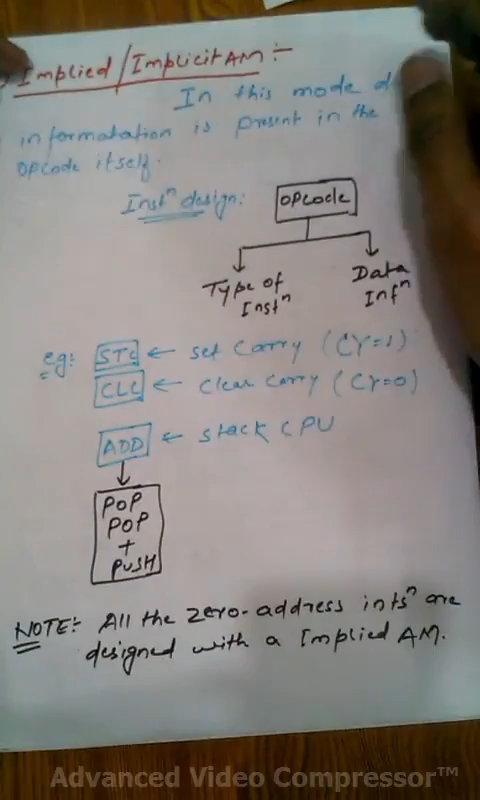 Implied/Implicit AM:-
In this mode d
informatation is present in the
opcode itself.
Instⁿ design:
opcode
Type of
Instⁿ
Data
Infⁿ
eg:
STC ← set carry (CY=1)
CLC ← clear carry (CY=0)
ADD ← stack CPU
POP
POP
+
PUSH
NOTE:- All the zero-address intsⁿ are
designed with a Implied AM.
Advanced Video Compressor™